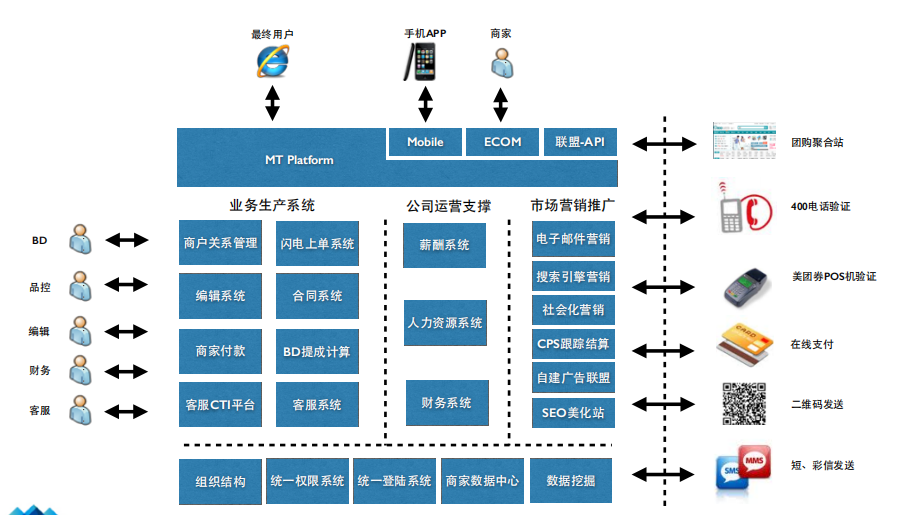 最终用户
手机APP
商家
MT Platform
Mobile
ECOM
联盟-API
团购聚合站
业务生产系统
公司运营支撑
市场营销推广
400电话验证
BD
商户关系管理
闪电上单系统
薪酬系统
电子邮件营销
品控
编辑系统
合同系统
搜索引擎营销
美团券POS机验证
人力资源系统
社会化营销
编辑
商家付款
BD提成计算
CPS跟踪结算
在线支付
CARD
财务
自建广告联盟
客服
客服CTI平台
客服系统
财务系统
SEO美化站
二维码发送
组织结构
统一权限系统
统一登陆系统
商家数据中心
数据挖掘
SMS
MMS
短、彩信发送